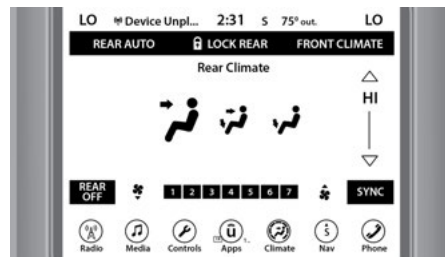 LO Device Unpl... 2:31 S 75° out. LO
REAR AUTO LOCK REAR FRONT CLIMATE
Rear Climate
HI
REAR OFF 1 2 3 4 5 6 7 SYNC
Radio Media Controls Apps Climate Nav Phone